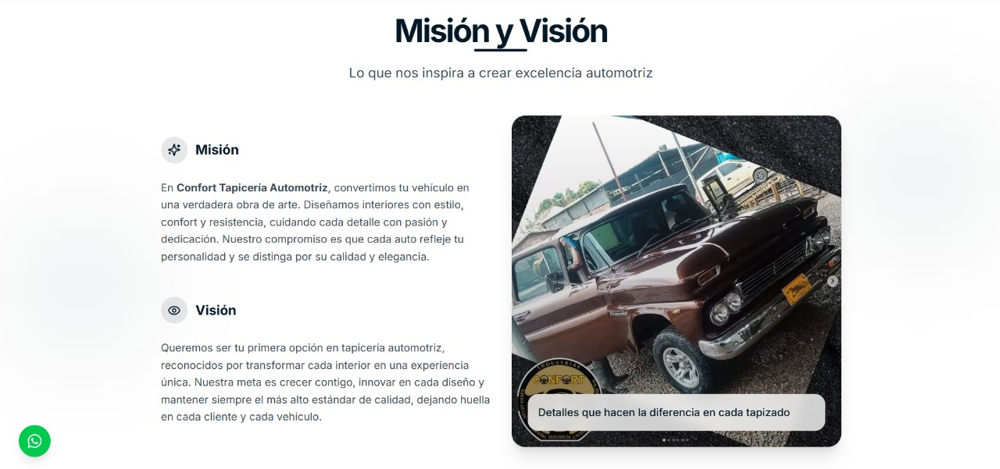 Misión y Visión
Lo que nos inspira a crear excelencia automotriz
Misión
En Confort Tapicería Automotriz, convertimos tu vehículo en
una verdadera obra de arte. Diseñamos interiores con estilo,
confort y resistencia, cuidando cada detalle con pasión y
dedicación. Nuestro compromiso es que cada auto refleje tu
personalidad y se distinga por su calidad y elegancia.
Visión
Queremos ser tu primera opción en tapicería automotriz,
reconocidos por transformar cada interior en una experiencia
única. Nuestra meta es crecer contigo, innovar en cada diseño y
mantener siempre el más alto estándar de calidad, dejando huella
en cada cliente y cada vehículo.
INDUSTRIAS
CONFORT
Detalles que hacen la diferencia en cada tapizado
ELEGANCIA